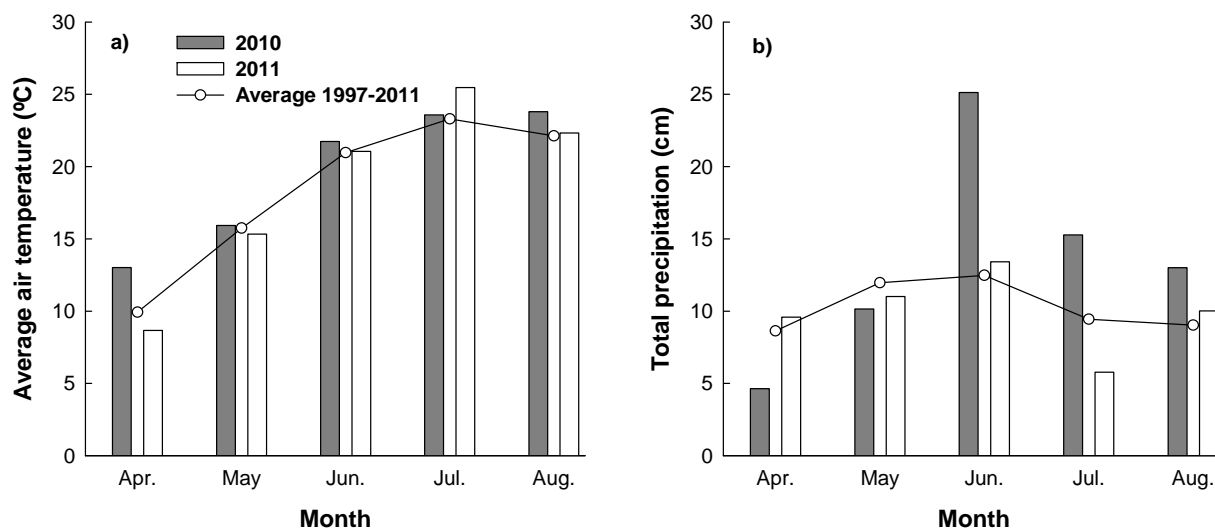 a)
2010
2011
Average 1997-2011
Average air temperature (ºC)
30
25
20
15
10
5
0
Apr.
May
Jun.
Jul.
Aug.
Month
b)
Total precipitation (cm)
30
25
20
15
10
5
0
Apr.
May
Jun.
Jul.
Aug.
Month